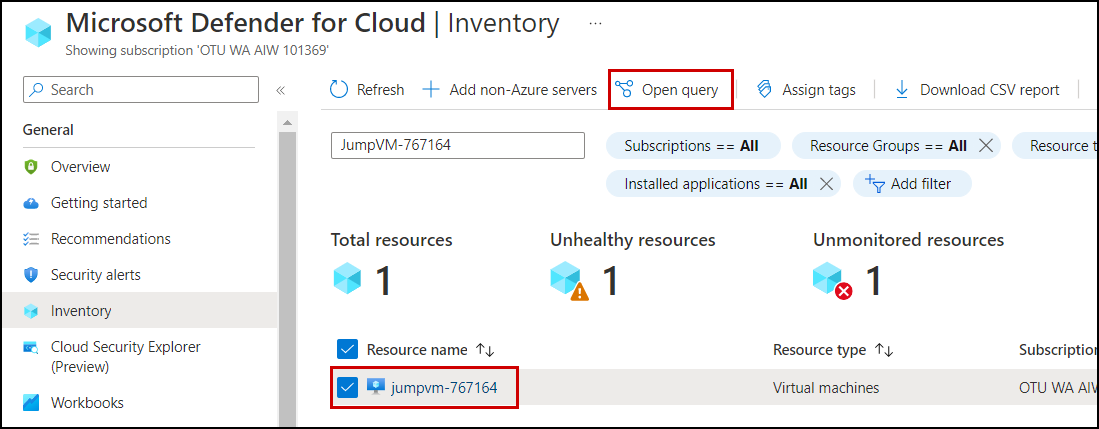 Microsoft Defender for Cloud | Inventory ...
Showing subscription 'OTU WA AIW 101369'
Search
«
Refresh
Add non-Azure servers
Open query
Assign tags
Download CSV report
General
Overview
Getting started
Recommendations
Security alerts
Inventory
Cloud Security Explorer
(Preview)
Workbooks
JumpVM-767164
Subscriptions == All
Resource Groups == All
Resource t
Installed applications == All
Add filter
Total resources
1
Unhealthy resources
1
Unmonitored resources
1
Resource name
Resource type
Subscription
jumpvm-767164
Virtual machines
OTU WA AIW